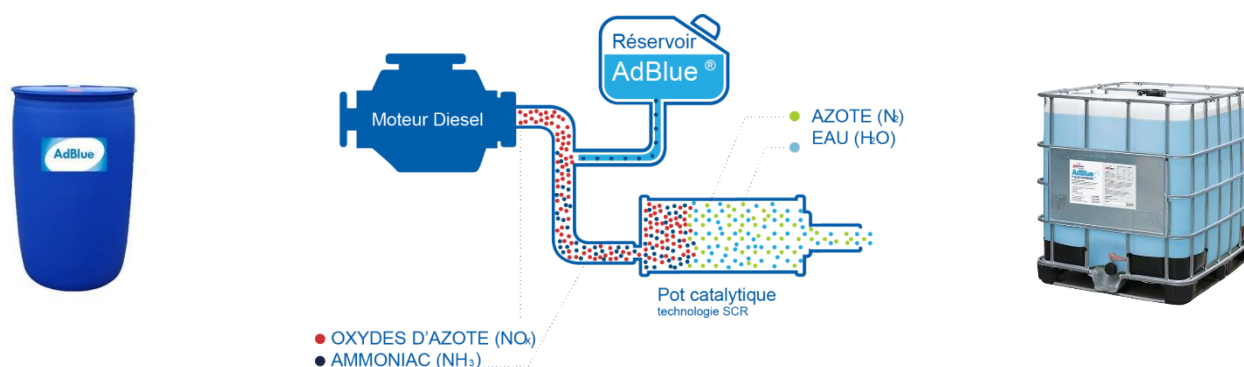 AdBlue
Réservoir
AdBlue ®
Moteur Diesel
AZOTE (N₂)
EAU (H₂O)
Pot catalytique
technologie SCR
OXYDES D'AZOTE (NOx)
AMMONIAC (NH₃)
AdBlue